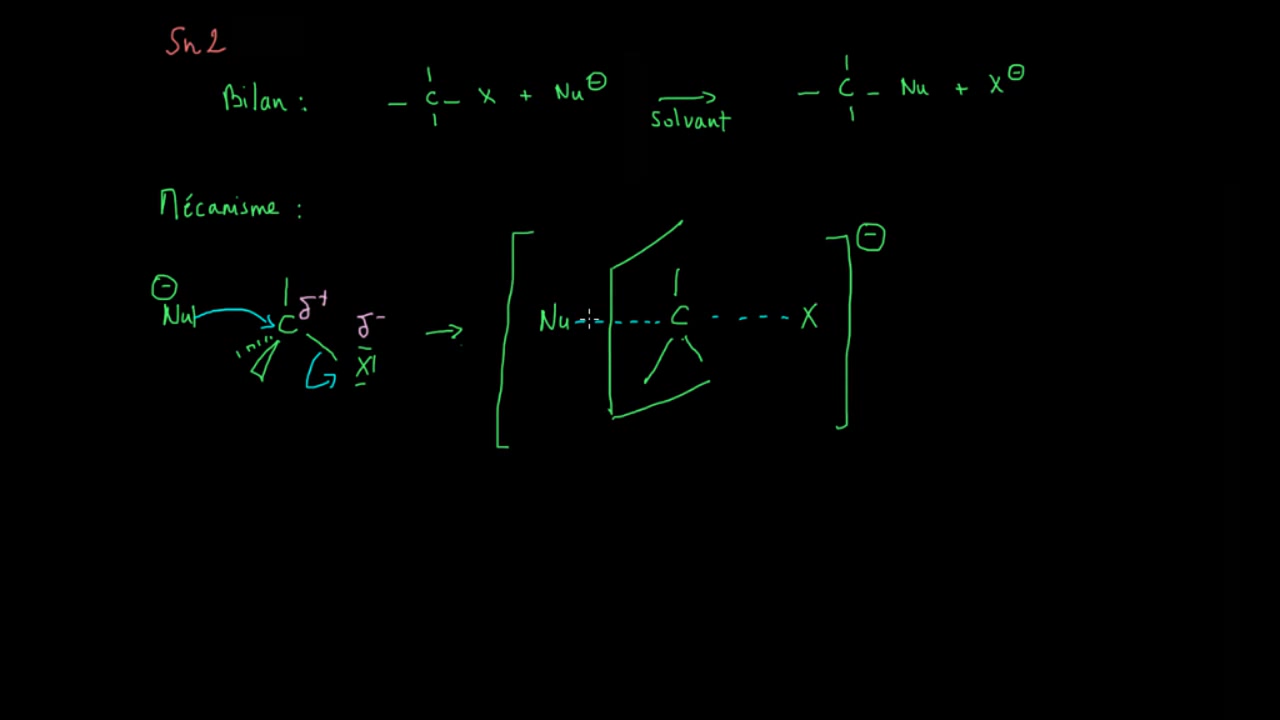 Sn2
Bilan : — C — X + Nu⊖ → solvant — C — Nu + X⊖
Mécanisme :
⊖ Nu| C δ+ δ- X| → [ Nu ----- C ----- X ]⊖